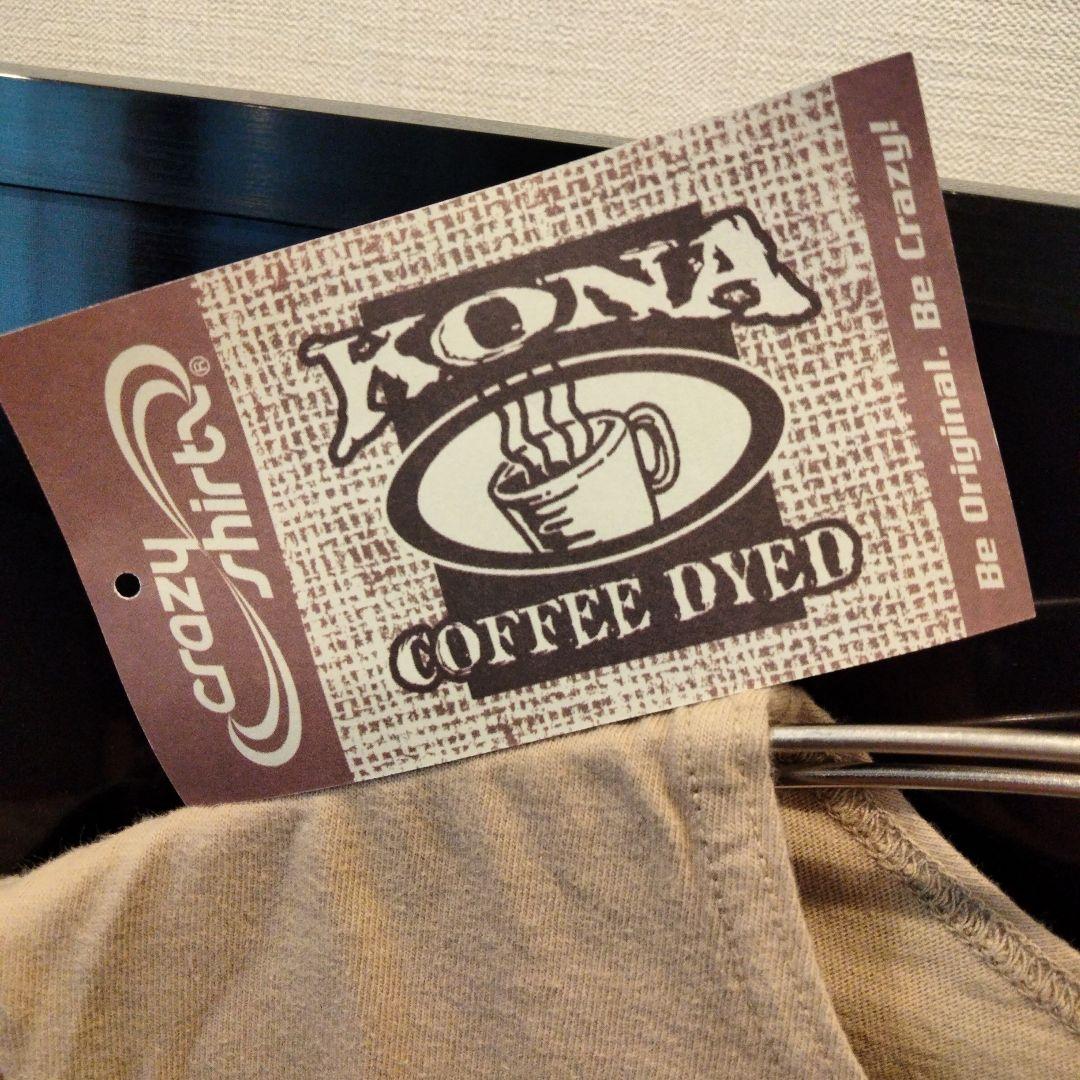 crazy
shirts®
KONA
COFFEE DYED
Be Original. Be Crazy!